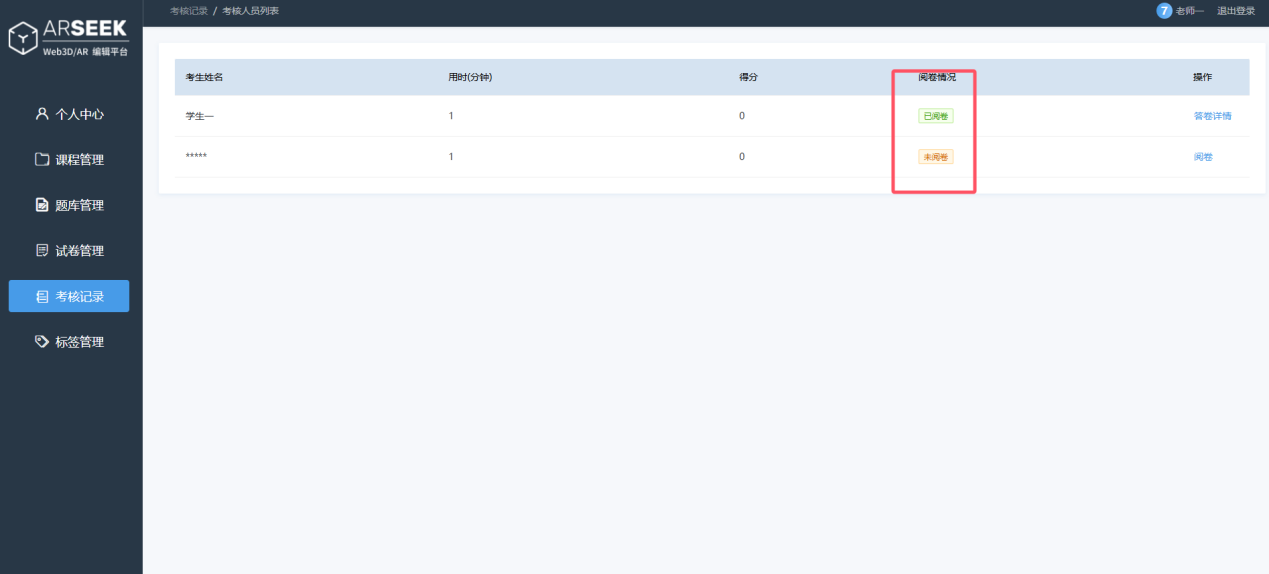 ARSEEK
Web3D/AR 编辑平台
考核记录 / 考核人员列表
7 老师一 退出登录
个人中心
课程管理
题库管理
试卷管理
考核记录
标签管理
考生姓名 用时(分钟) 得分 阅卷情况 操作
学生一 1 0 已阅卷 答卷详情
***** 1 0 未阅卷 阅卷